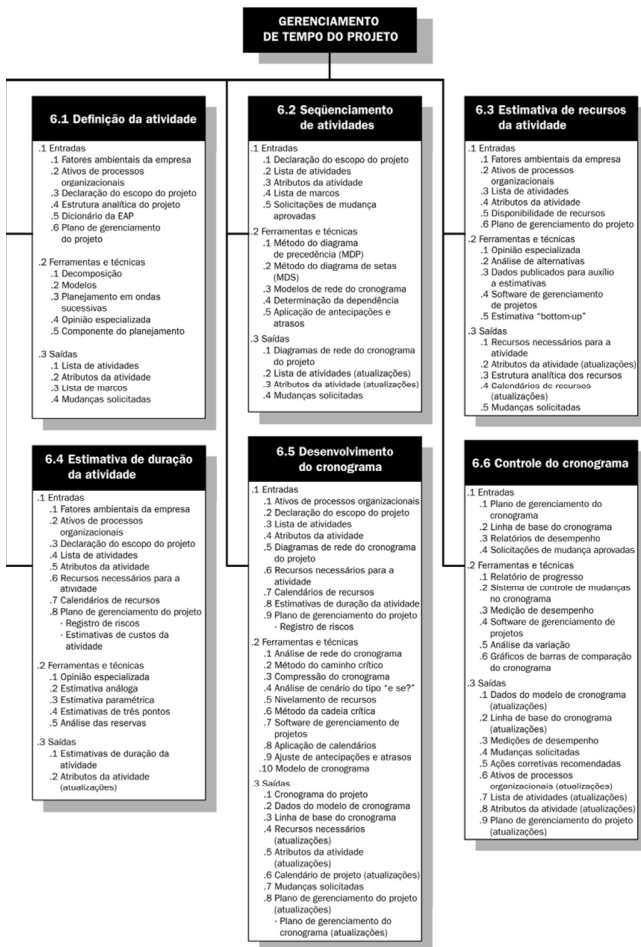 GERENCIAMENTO
DE TEMPO DO PROJETO
6.1 Definição da atividade
.1 Entradas
.1 Fatores ambientais da empresa
.2 Ativos de processos
organizacionais
.3 Declaração do escopo do projeto
.4 Estrutura analítica do projeto
.5 Dicionário da EAP
.6 Plano de gerenciamento
do projeto
.2 Ferramentas e técnicas
.1 Decomposição
.2 Modelos
.3 Planejamento em ondas
sucessivas
.4 Opinião especializada
.5 Componente do planejamento
.3 Saídas
.1 Lista de atividades
.2 Atributos da atividade
.3 Lista de marcos
.4 Mudanças solicitadas
6.2 Seqüenciamento
de atividades
.1 Entradas
.1 Declaração do escopo do projeto
.2 Lista de atividades
.3 Atributos da atividade
.4 Lista de marcos
.5 Solicitações de mudança
aprovadas
.2 Ferramentas e técnicas
.1 Método do diagrama
de precedência (MDP)
.2 Método do diagrama de setas
(MDS)
.3 Modelos de rede do cronograma
.4 Determinação da dependência
.5 Aplicação de antecipações e
atrasos
.3 Saídas
.1 Diagramas de rede do cronograma
do projeto
.2 Lista de atividades (atualizações)
.3 Atributos da atividade (atualizações)
.4 Mudanças solicitadas
6.3 Estimativa de recursos
da atividade
.1 Entradas
.1 Fatores ambientais da empresa
.2 Ativos de processos
organizacionais
.3 Lista de atividades
.4 Atributos da atividade
.5 Disponibilidade de recursos
.6 Plano de gerenciamento do projeto
.2 Ferramentas e técnicas
.1 Opinião especializada
.2 Análise de alternativas
.3 Dados publicados para auxílio
a estimativas
.4 Software de gerenciamento
de projetos
.5 Estimativa "bottom-up"
.3 Saídas
.1 Recursos necessários para a
atividade
.2 Atributos da atividade (atualizações)
.3 Estrutura analítica dos recursos
.4 Calendários de recursos
(atualizações)
.5 Mudanças solicitadas
6.4 Estimativa de duração
da atividade
.1 Entradas
.1 Fatores ambientais da empresa
.2 Ativos de processos
organizacionais
.3 Declaração do escopo do projeto
.4 Lista de atividades
.5 Atributos da atividade
.6 Recursos necessários para a
atividade
.7 Calendários de recursos
.8 Plano de gerenciamento do projeto
· Registro de riscos
· Estimativas de custos da
atividade
.2 Ferramentas e técnicas
.1 Opinião especializada
.2 Estimativa análoga
.3 Estimativa paramétrica
.4 Estimativas de três pontos
.5 Análise das reservas
.3 Saídas
.1 Estimativas de duração da
atividade
.2 Atributos da atividade
(atualizações)
6.5 Desenvolvimento
do cronograma
.1 Entradas
.1 Ativos de processos organizacionais
.2 Declaração do escopo do projeto
.3 Lista de atividades
.4 Atributos da atividade
.5 Diagramas de rede do cronograma
do projeto
.6 Recursos necessários para a
atividade
.7 Calendários de recursos
.8 Estimativas de duração da atividade
.9 Plano de gerenciamento do projeto
· Registro de riscos
.2 Ferramentas e técnicas
.1 Análise de rede do cronograma
.2 Método do caminho crítico
.3 Compressão do cronograma
.4 Análise de cenário do tipo "e se?"
.5 Nivelamento de recursos
.6 Método da cadeia crítica
.7 Software de gerenciamento de
projetos
.8 Aplicação de calendários
.9 Ajuste de antecipações e atrasos
.10 Modelo de cronograma
.3 Saídas
.1 Cronograma do projeto
.2 Dados do modelo de cronograma
.3 Linha de base do cronograma
.4 Recursos necessários
(atualizações)
.5 Atributos da atividade
(atualizações)
.6 Calendário de projeto (atualizações)
.7 Mudanças solicitadas
.8 Plano de gerenciamento do projeto
(atualizações)
· Plano de gerenciamento do
cronograma (atualizações)
6.6 Controle do cronograma
.1 Entradas
.1 Plano de gerenciamento do
cronograma
.2 Linha de base do cronograma
.3 Relatórios de desempenho
.4 Solicitações de mudança aprovadas
.2 Ferramentas e técnicas
.1 Relatório de progresso
.2 Sistema de controle de mudanças
no cronograma
.3 Medição de desempenho
.4 Software de gerenciamento de
projetos
.5 Análise da variação
.6 Gráficos de barras de comparação
do cronograma
.3 Saídas
.1 Dados do modelo de cronograma
(atualizações)
.2 Linha de base do cronograma
(atualizações)
.3 Medições de desempenho
.4 Mudanças solicitadas
.5 Ações corretivas recomendadas
.6 Ativos de processos
organizacionais (atualizações)
.7 Lista de atividades (atualizações)
.8 Atributos da atividade (atualizações)
.9 Plano de gerenciamento do projeto
(atualizações)